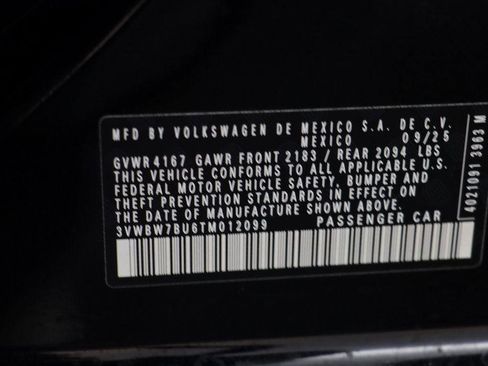 MFD BY VOLKSWAGEN DE MEXICO S.A. DE C.V.
MEXICO 09/25
GVWR 4167 GAWR FRONT 2183 / REAR 2094 LBS
THIS VEHICLE CONFORMS TO ALL APPLICABLE U.S.
FEDERAL MOTOR VEHICLE SAFETY, BUMPER AND
THEFT PREVENTION STANDARDS IN EFFECT ON
THE DATE OF MANUFACTURE SHOWN ABOVE.
3VWBW7BU6TM012099 PASSENGER CAR
4021091 3963 M